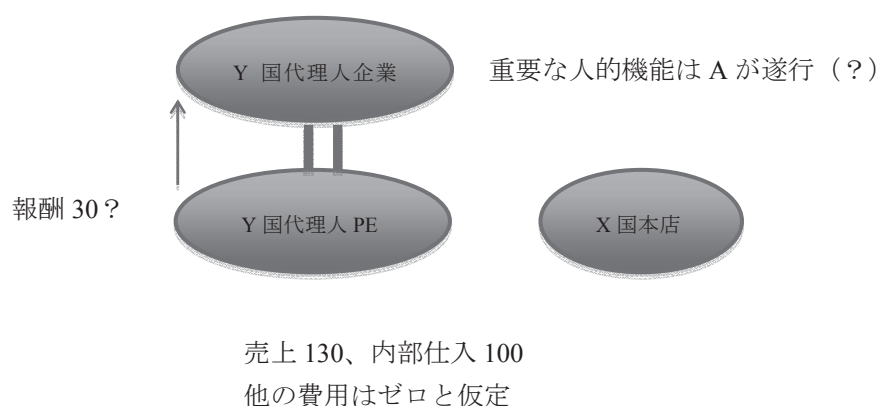 Y 国代理人企業
重要な人的機能は A が遂行（？）
報酬 30？
Y 国代理人 PE
X 国本店
売上 130、内部仕入 100
他の費用はゼロと仮定